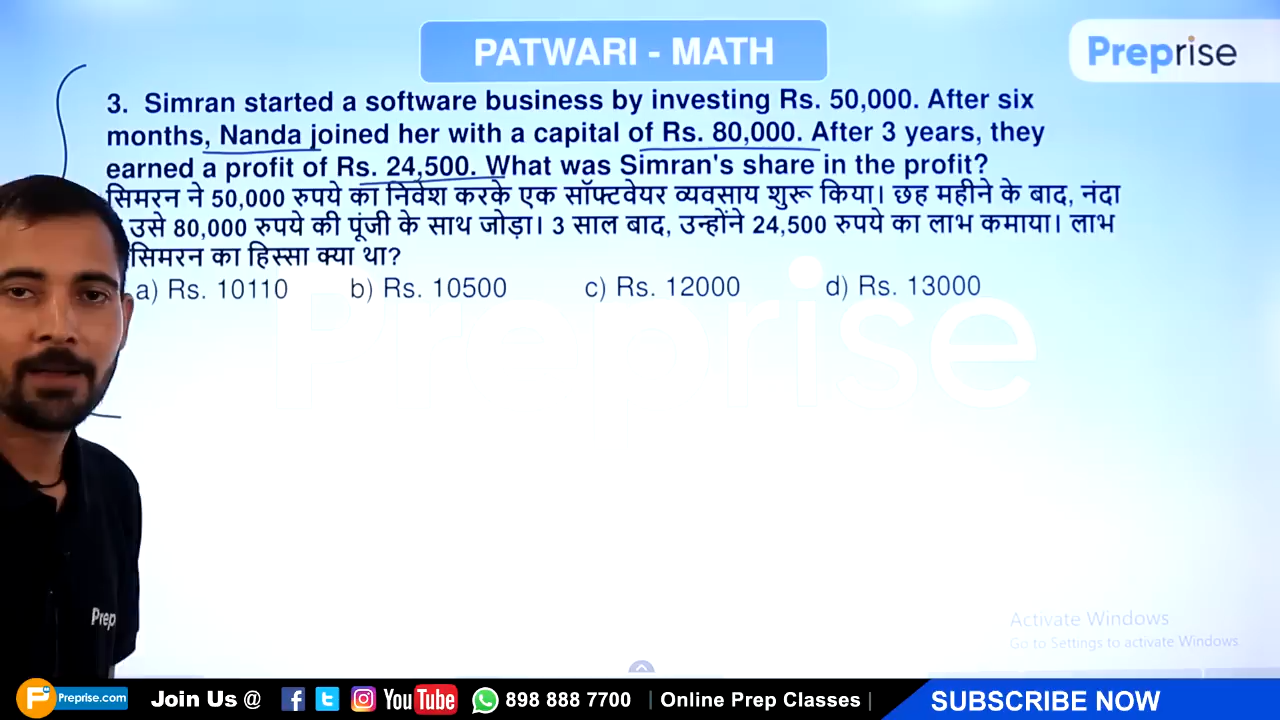 PATWARI - MATH
Preprise
3. Simran started a software business by investing Rs. 50,000. After six
months, Nanda joined her with a capital of Rs. 80,000. After 3 years, they
earned a profit of Rs. 24,500. What was Simran's share in the profit?
सिमरन ने 50,000 रुपये का निवेश करके एक सॉफ्टवेयर व्यवसाय शुरू किया। छह महीने के बाद, नंदा
उसे 80,000 रुपये की पूंजी के साथ जोड़ा। 3 साल बाद, उन्होंने 24,500 रुपये का लाभ कमाया। लाभ
सिमरन का हिस्सा क्या था?
a) Rs. 10110 b) Rs. 10500 c) Rs. 12000 d) Rs. 13000
Preprise
Prep
Activate Windows
Go to Settings to activate Windows
Preprise.com Join Us @ YouTube 898 888 7700 | Online Prep Classes | SUBSCRIBE NOW